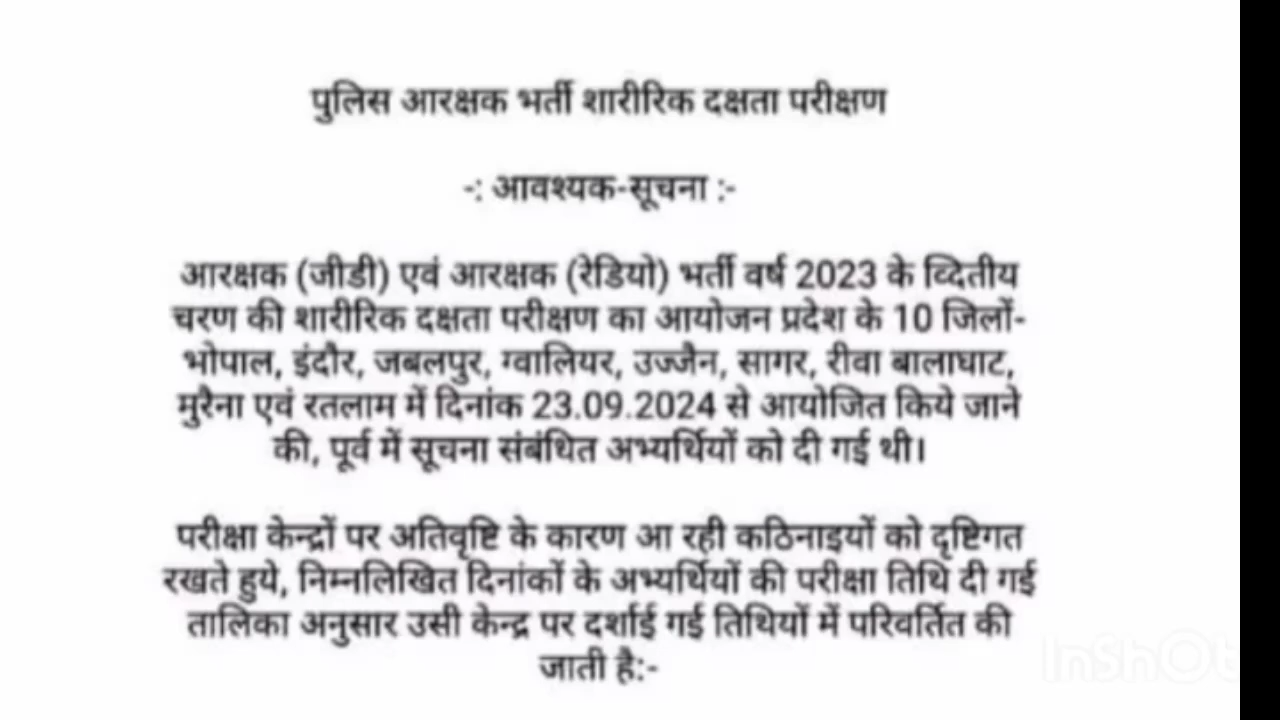 पुलिस आरक्षक भर्ती शारीरिक दक्षता परीक्षण
-: आवश्यक-सूचना :-
आरक्षक (जीडी) एवं आरक्षक (रेडियो) भर्ती वर्ष 2023 के व्दितीय
चरण की शारीरिक दक्षता परीक्षण का आयोजन प्रदेश के 10 जिलों-
भोपाल, इंदौर, जबलपुर, ग्वालियर, उज्जैन, सागर, रीवा बालाघाट,
मुरैना एवं रतलाम में दिनांक 23.09.2024 से आयोजित किये जाने
की, पूर्व में सूचना संबंधित अभ्यर्थियों को दी गई थी।
परीक्षा केन्द्रों पर अतिवृष्टि के कारण आ रही कठिनाइयों को दृष्टिगत
रखते हुये, निम्नलिखित दिनांकों के अभ्यर्थियों की परीक्षा तिथि दी गई
तालिका अनुसार उसी केन्द्र पर दर्शाई गई तिथियों में परिवर्तित की
जाती है:-
InShOt